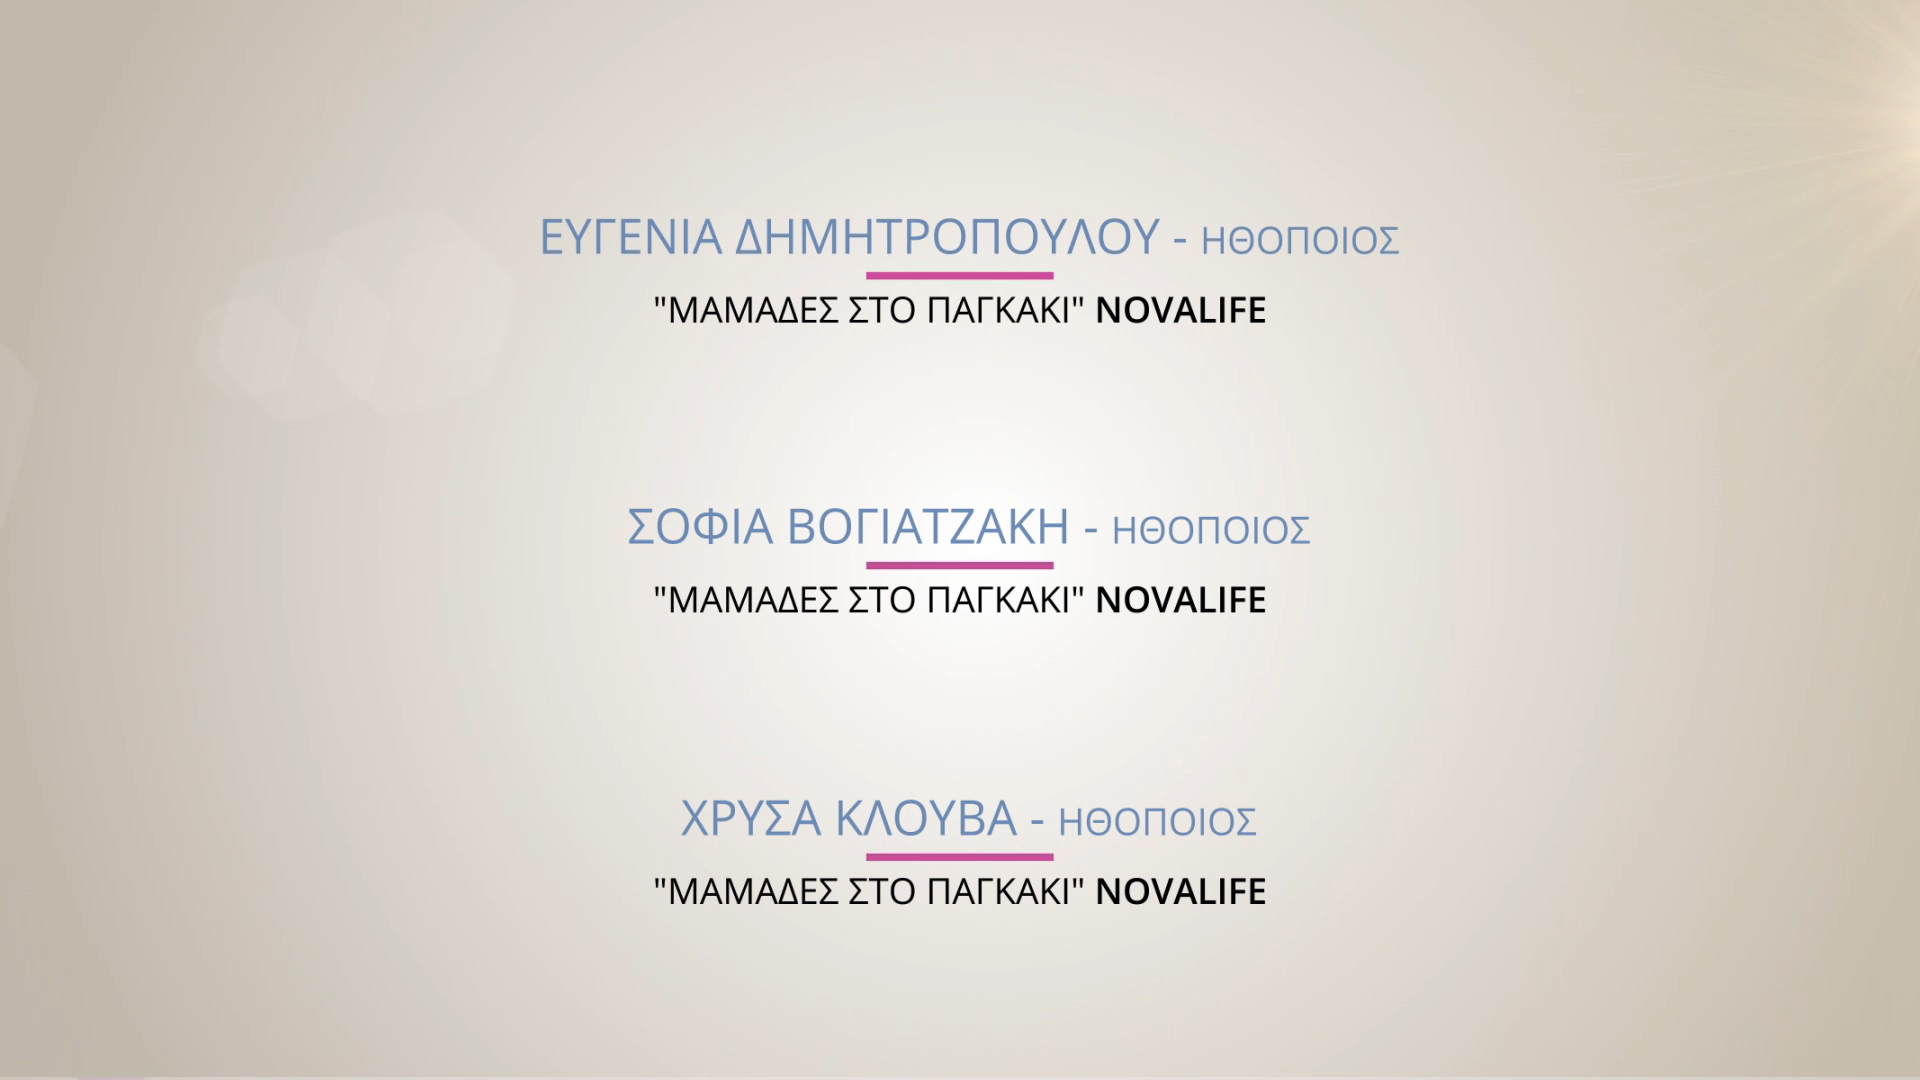 ΕΥΓΕΝΙΑ ΔΗΜΗΤΡΟΠΟΥΛΟΥ - ΗΘΟΠΟΙΟΣ
"ΜΑΜΑΔΕΣ ΣΤΟ ΠΑΓΚΑΚΙ" NOVALIFE
ΣΟΦΙΑ ΒΟΓΙΑΤΖΑΚΗ - ΗΘΟΠΟΙΟΣ
"ΜΑΜΑΔΕΣ ΣΤΟ ΠΑΓΚΑΚΙ" NOVALIFE
ΧΡΥΣΑ ΚΛΟΥΒΑ - ΗΘΟΠΟΙΟΣ
"ΜΑΜΑΔΕΣ ΣΤΟ ΠΑΓΚΑΚΙ" NOVALIFE